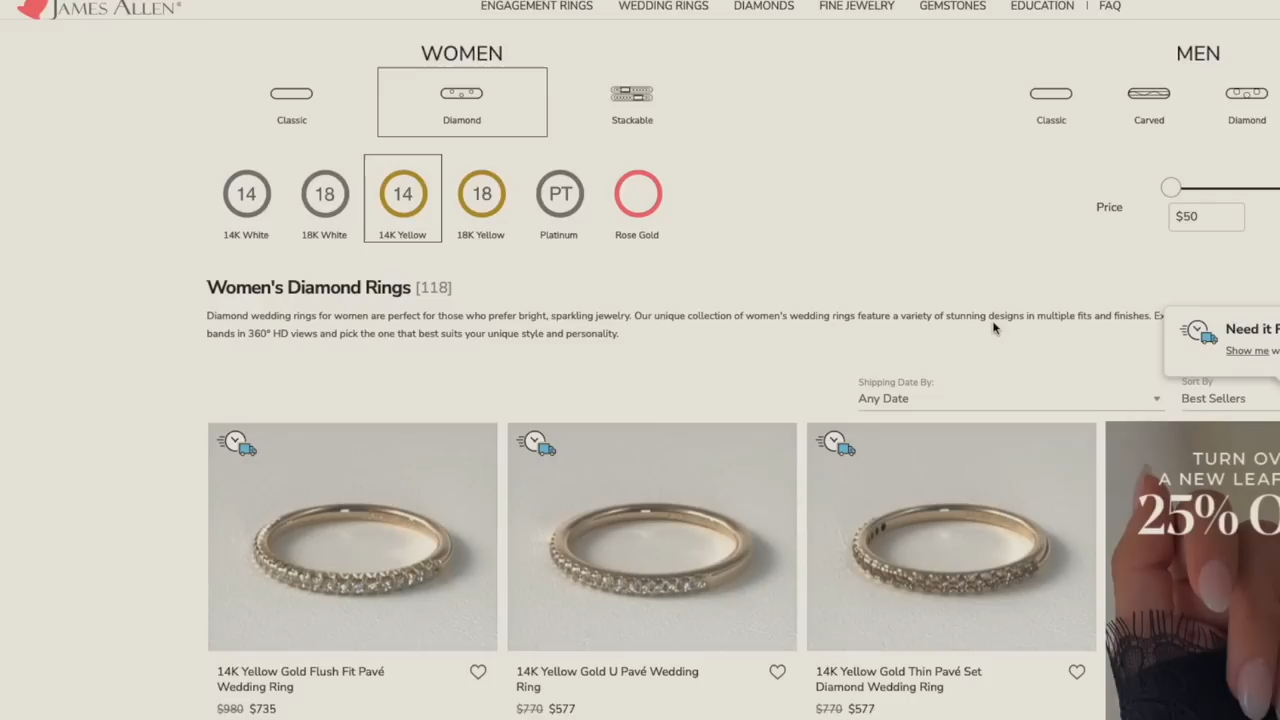 JAMES ALLEN
ENGAGEMENT RINGS WEDDING RINGS DIAMONDS FINE JEWELRY GEMSTONES EDUCATION | FAQ
WOMEN
MEN
Classic Diamond Stackable
Classic Carved Diamond
14 18 14 18 PT
14K White 18K White 14K Yellow 18K Yellow Platinum Rose Gold
Price
$50
Women's Diamond Rings [118]
Diamond wedding rings for women are perfect for those who prefer bright, sparkling jewelry. Our unique collection of women's wedding rings feature a variety of stunning designs in multiple fits and finishes. Ex
bands in 360° HD views and pick the one that best suits your unique style and personality.
Need it F
Show me w
Shipping Date By:
Any Date
Sort By
Best Sellers
TURN OV
A NEW LEAF
25% O
14K Yellow Gold Flush Fit Pavé
Wedding Ring
$980 $735
14K Yellow Gold U Pavé Wedding
Ring
$770 $577
14K Yellow Gold Thin Pavé Set
Diamond Wedding Ring
$770 $577